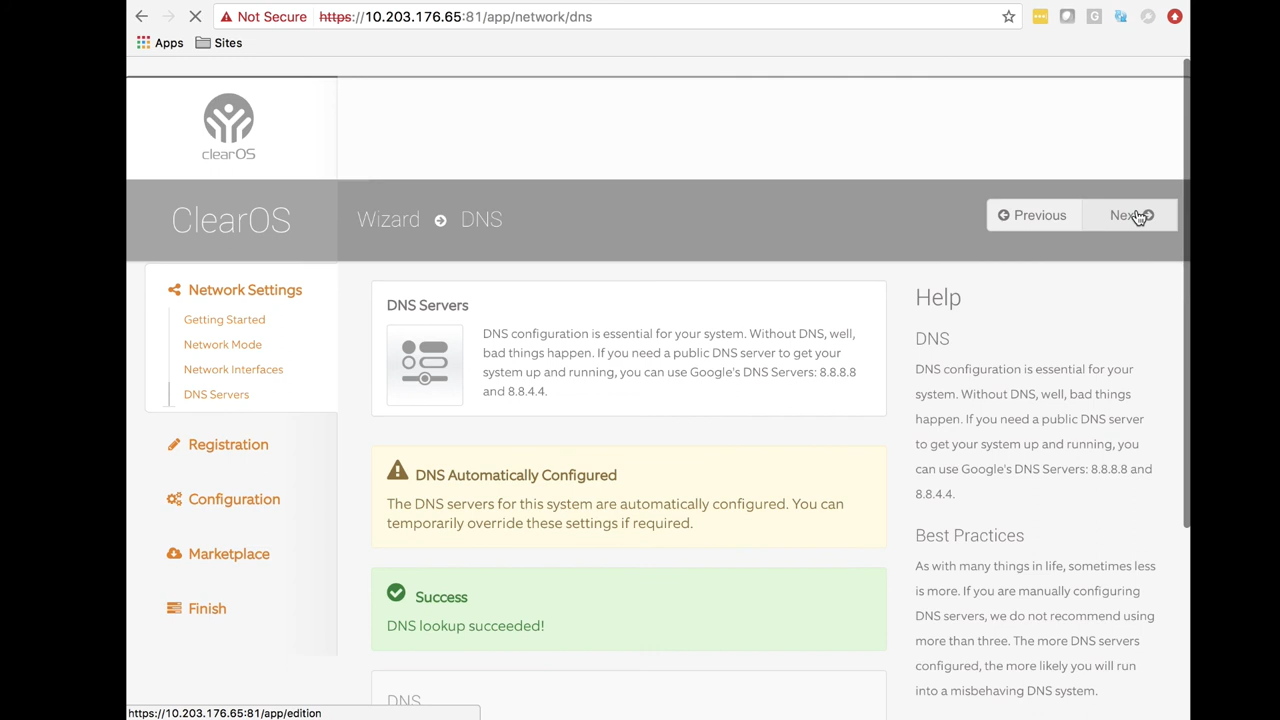 Not Secure https://10.203.176.65:81/app/network/dns
Apps Sites
clearOS
ClearOS
Wizard DNS
Previous Next
Network Settings
Getting Started
Network Mode
Network Interfaces
DNS Servers
Registration
Configuration
Marketplace
Finish
DNS Servers
DNS configuration is essential for your system. Without DNS, well,
bad things happen. If you need a public DNS server to get your
system up and running, you can use Google's DNS Servers: 8.8.8.8
and 8.8.4.4.
DNS Automatically Configured
The DNS servers for this system are automatically configured. You can
temporarily override these settings if required.
Success
DNS lookup succeeded!
DNS
Help
DNS
DNS configuration is essential for your
system. Without DNS, well, bad things
happen. If you need a public DNS server
to get your system up and running, you
can use Google's DNS Servers: 8.8.8.8 and
8.8.4.4.
Best Practices
As with many things in life, sometimes less
is more. If you are manually configuring
DNS servers, we do not recommend using
more than three. The more DNS servers
configured, the more likely you will run
into a misbehaving DNS system.
https://10.203.176.65:81/app/edition